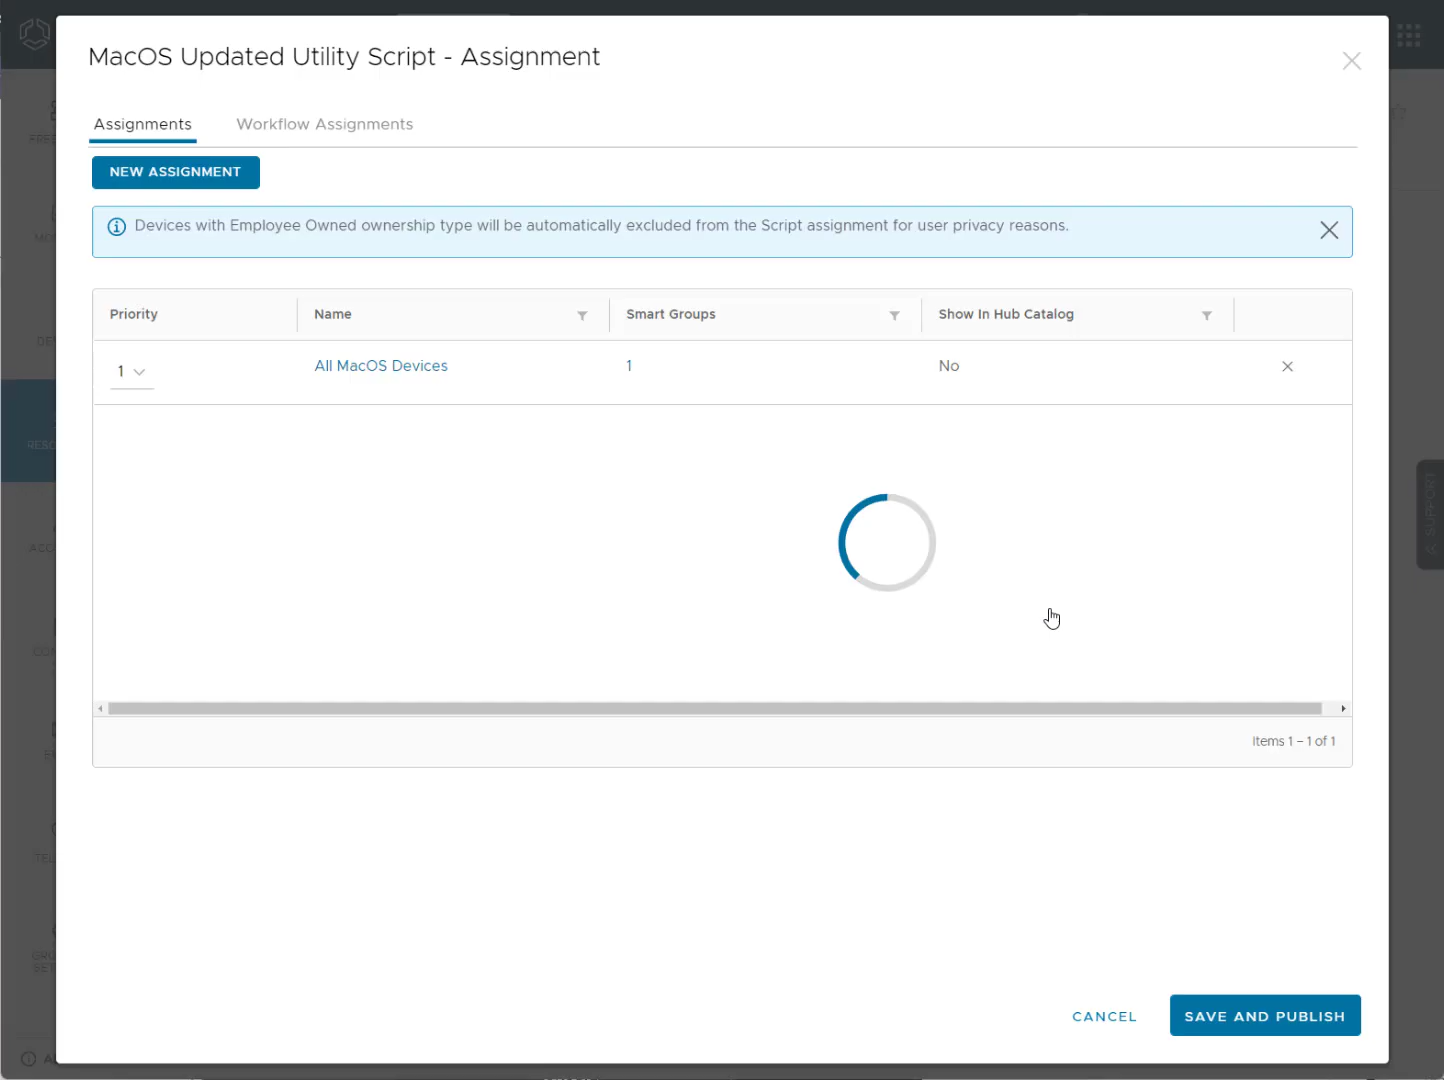 MacOS Updated Utility Script - Assignment
Assignments
Workflow Assignments
NEW ASSIGNMENT
Devices with Employee Owned ownership type will be automatically excluded from the Script assignment for user privacy reasons.
Priority
Name
Smart Groups
Show In Hub Catalog
1
All MacOS Devices
1
No
Items 1 – 1 of 1
CANCEL
SAVE AND PUBLISH
SUPPORT